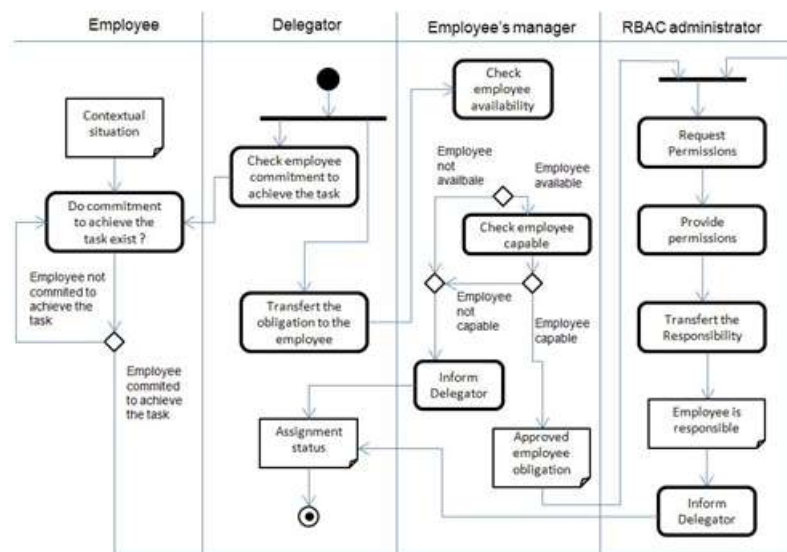 Employee
Delegator
Employee's manager
RBAC administrator
Contextual
situation
Do commitment
to achieve the
task exist ?
Employee not
commited to
achieve the
task
Employee
commited to
achieve the
task
Check employee
commitment to
achieve the task
Transfert the
obligation to the
employee
Assignment
status
Check
employee
availability
Employee
not
availbale
Employee
available
Check employee
capable
Employee
not
capable
Employee
capable
Inform
Delegator
Approved
employee
obligation
Request
Permissions
Provide
permissions
Transfert the
Responsibility
Employee is
responsible
Inform
Delegator